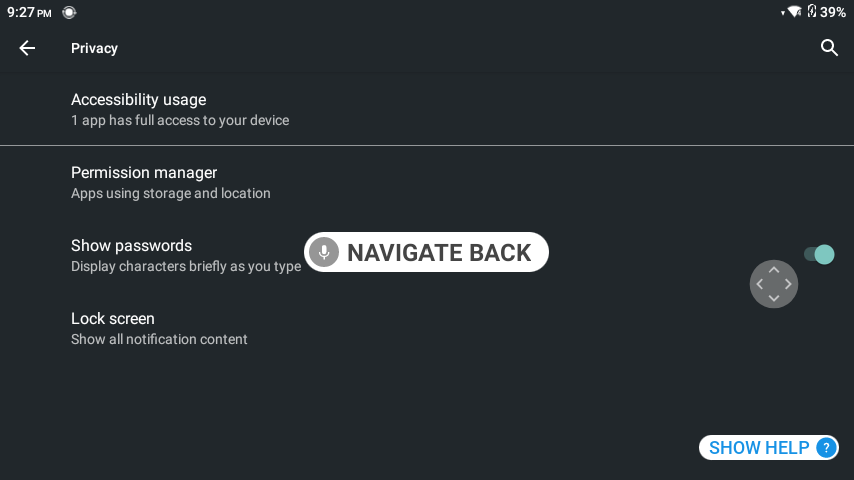 9:27 PM
39%
Privacy
Accessibility usage
1 app has full access to your device
Permission manager
Apps using storage and location
Show passwords
Display characters briefly as you type
NAVIGATE BACK
Lock screen
Show all notification content
SHOW HELP ?